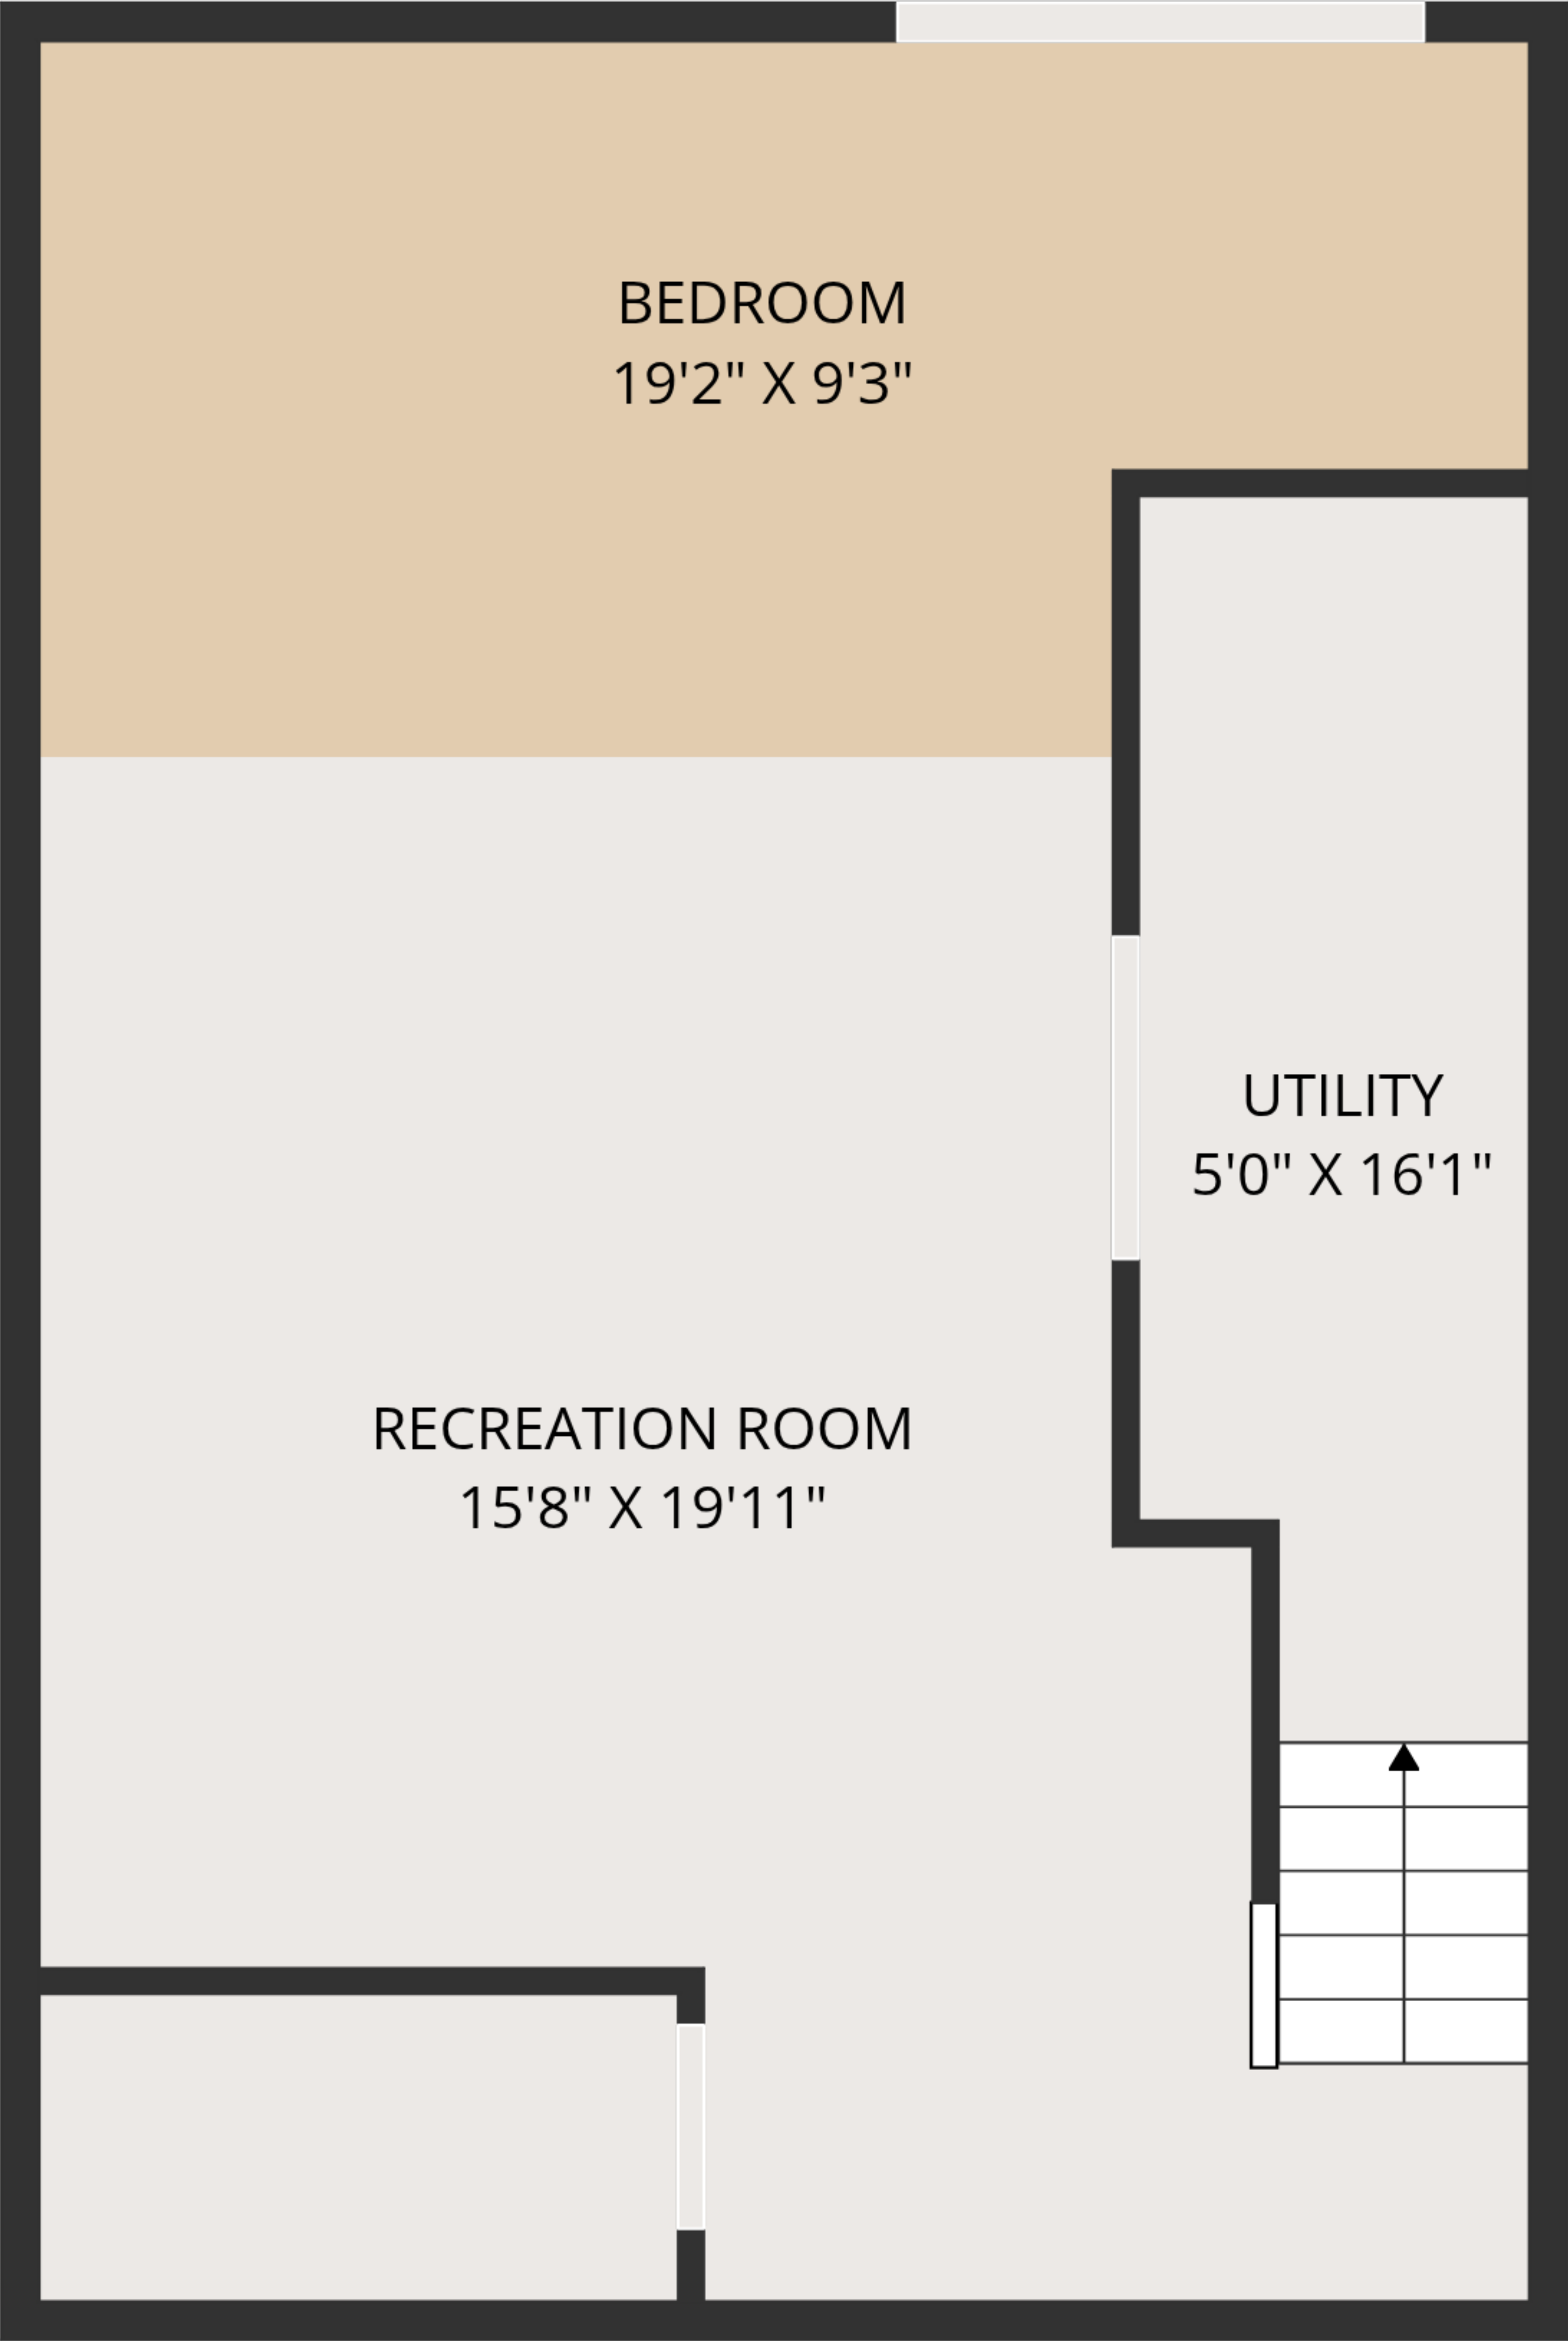 BEDROOM
19'2" X 9'3"
UTILITY
5'0" X 16'1"
RECREATION ROOM
15'8" X 19'11"